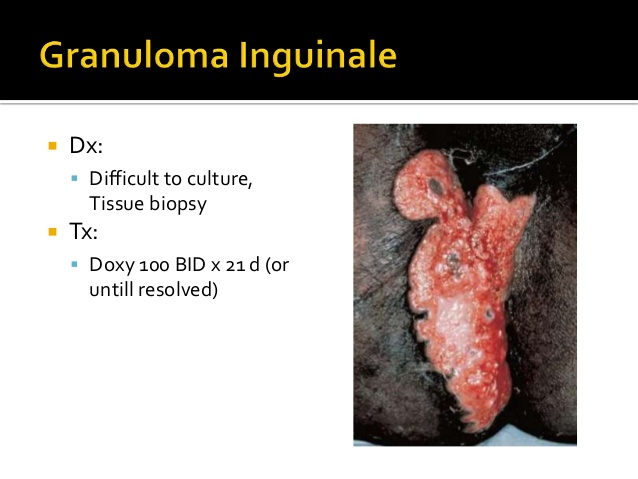 Granuloma Inguinale
Dx:
Difficult to culture,
Tissue biopsy
Tx:
Doxy 100 BID x 21 d (or
untill resolved)